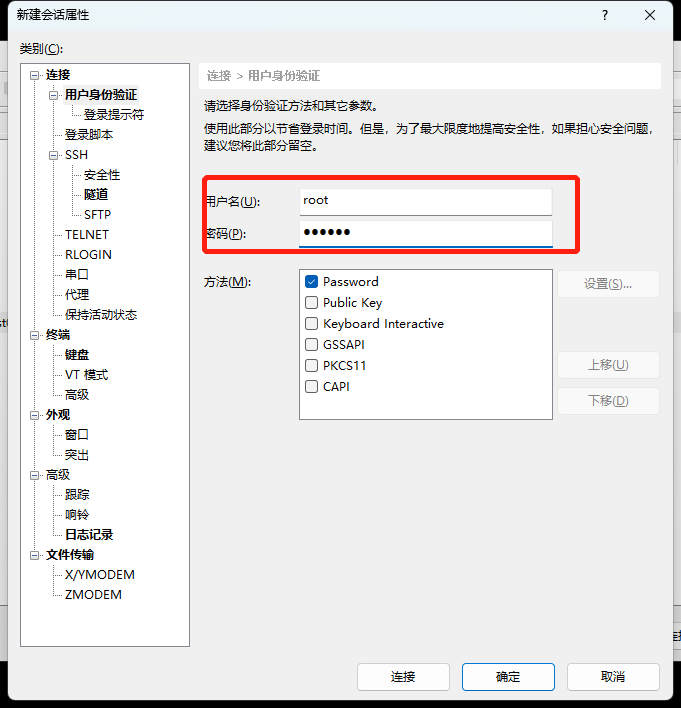 新建会话属性
?
类别(C):
连接
用户身份验证
登录提示符
登录脚本
SSH
安全性
隧道
SFTP
TELNET
RLOGIN
串口
代理
保持活动状态
终端
键盘
VT 模式
高级
外观
窗口
突出
高级
跟踪
响铃
日志记录
文件传输
X/YMODEM
ZMODEM
连接 > 用户身份验证
请选择身份验证方法和其它参数。
使用此部分以节省登录时间。但是，为了最大限度地提高安全性，如果担心安全问题，
建议您将此部分留空。
用户名(U): root
密码(P): ●●●●●●
方法(M):
Password
Public Key
Keyboard Interactive
GSSAPI
PKCS11
CAPI
设置(S)...
上移(U)
下移(D)
连接 确定 取消